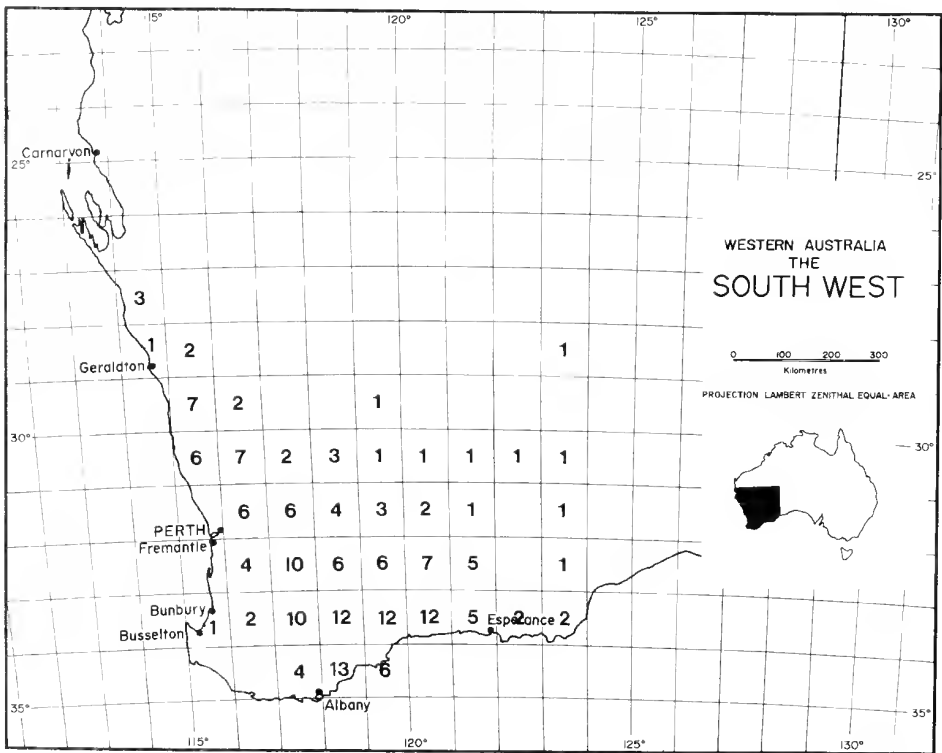 115° 120° 125° 130°
Carnarvon
25° 25°
WESTERN AUSTRALIA
THE
SOUTH WEST
3
1 2 1
Geraldton
0 100 200 300
Kilometres
PROJECTION LAMBERT ZENITHAL EQUAL-AREA
7 2 1
30° 30°
6 7 2 3 1 1 1 1 1
6 6 4 3 2 1 1
PERTH
Fremantle
4 10 6 6 7 5 1
Bunbury
1 2 10 12 12 12 5 2 2
Esperance
Busselton
4 13 6
Albany
35° 35°
115° 120° 125° 130°